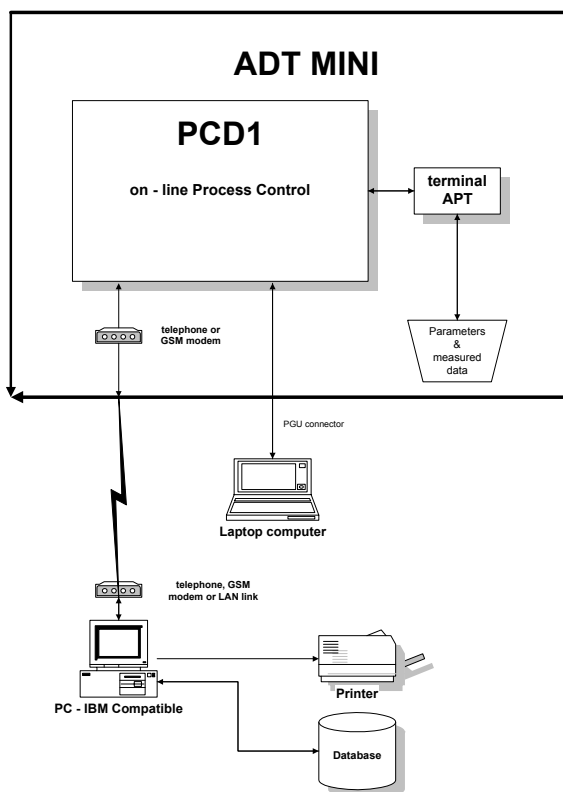 ADT MINI
PCD1
on - line Process Control
terminal
APT
telephone or
GSM modem
Parameters
&
measured
data
PGU connector
Laptop computer
telephone, GSM
modem or LAN link
PC - IBM Compatible
Printer
Database